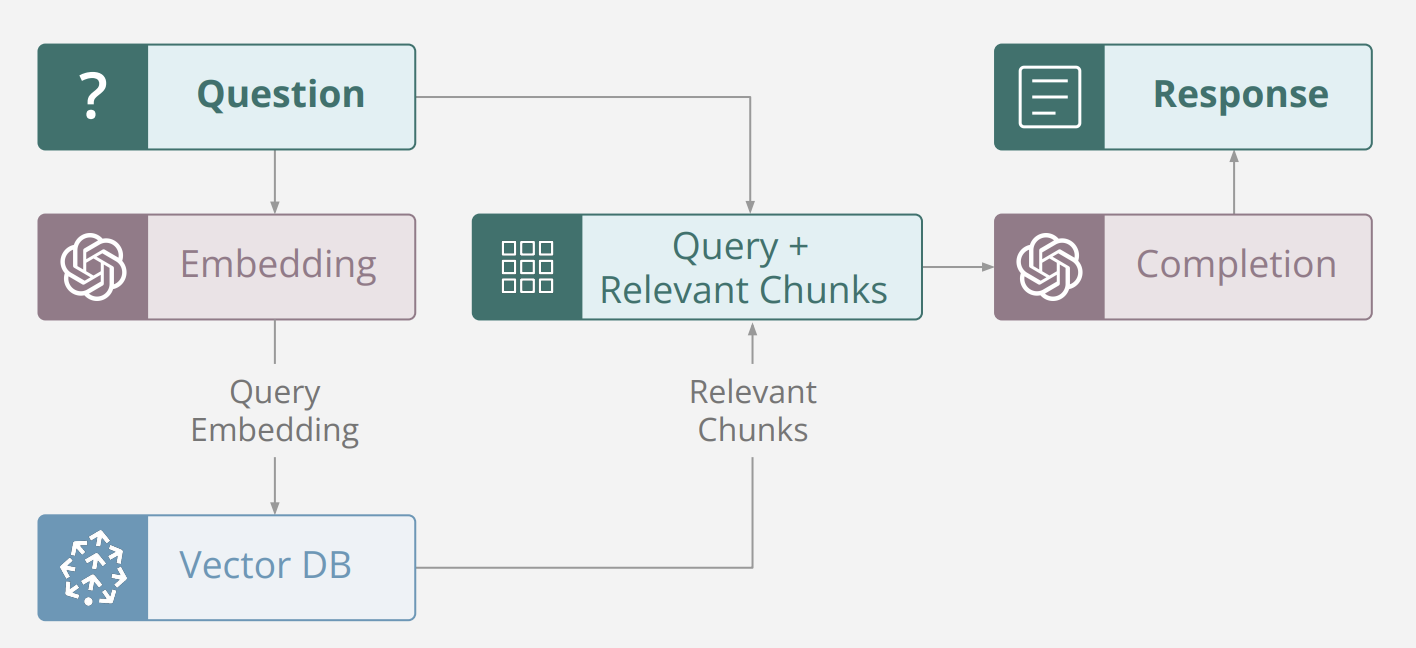 ?
Question
Response
Embedding
Query +
Relevant Chunks
Completion
Query
Embedding
Relevant
Chunks
Vector DB